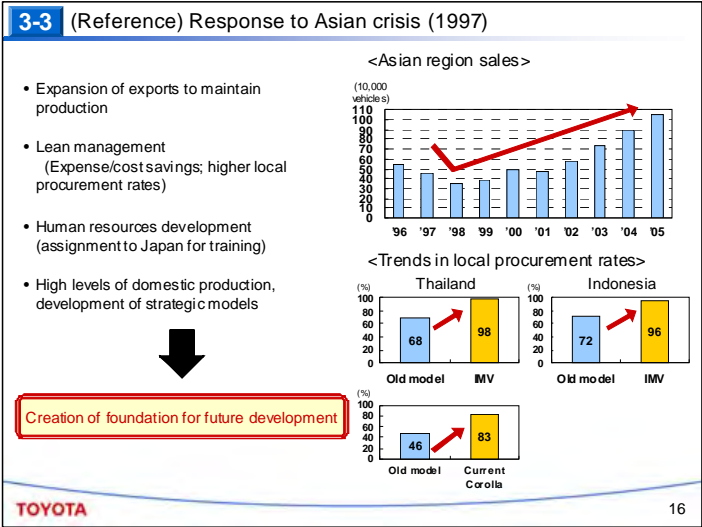 3-3 (Reference) Response to Asian crisis (1997)
• Expansion of exports to maintain
production
• Lean management
(Expense/cost savings; higher local
procurement rates)
• Human resources development
(assignment to Japan for training)
• High levels of domestic production,
development of strategic models
Creation of foundation for future development
<Asian region sales>
(10,000
vehicles)
110
100
90
80
70
60
50
40
30
20
10
0
'96 '97 '98 '99 '00 '01 '02 '03 '04 '05
<Trends in local procurement rates>
Thailand
(%)
100
80
60
40
20
0
68
98
Old model IMV
Indonesia
(%)
100
80
60
40
20
0
72
96
Old model IMV
(%)
100
80
60
40
20
0
46
83
Old model Current
Corolla
TOYOTA
16